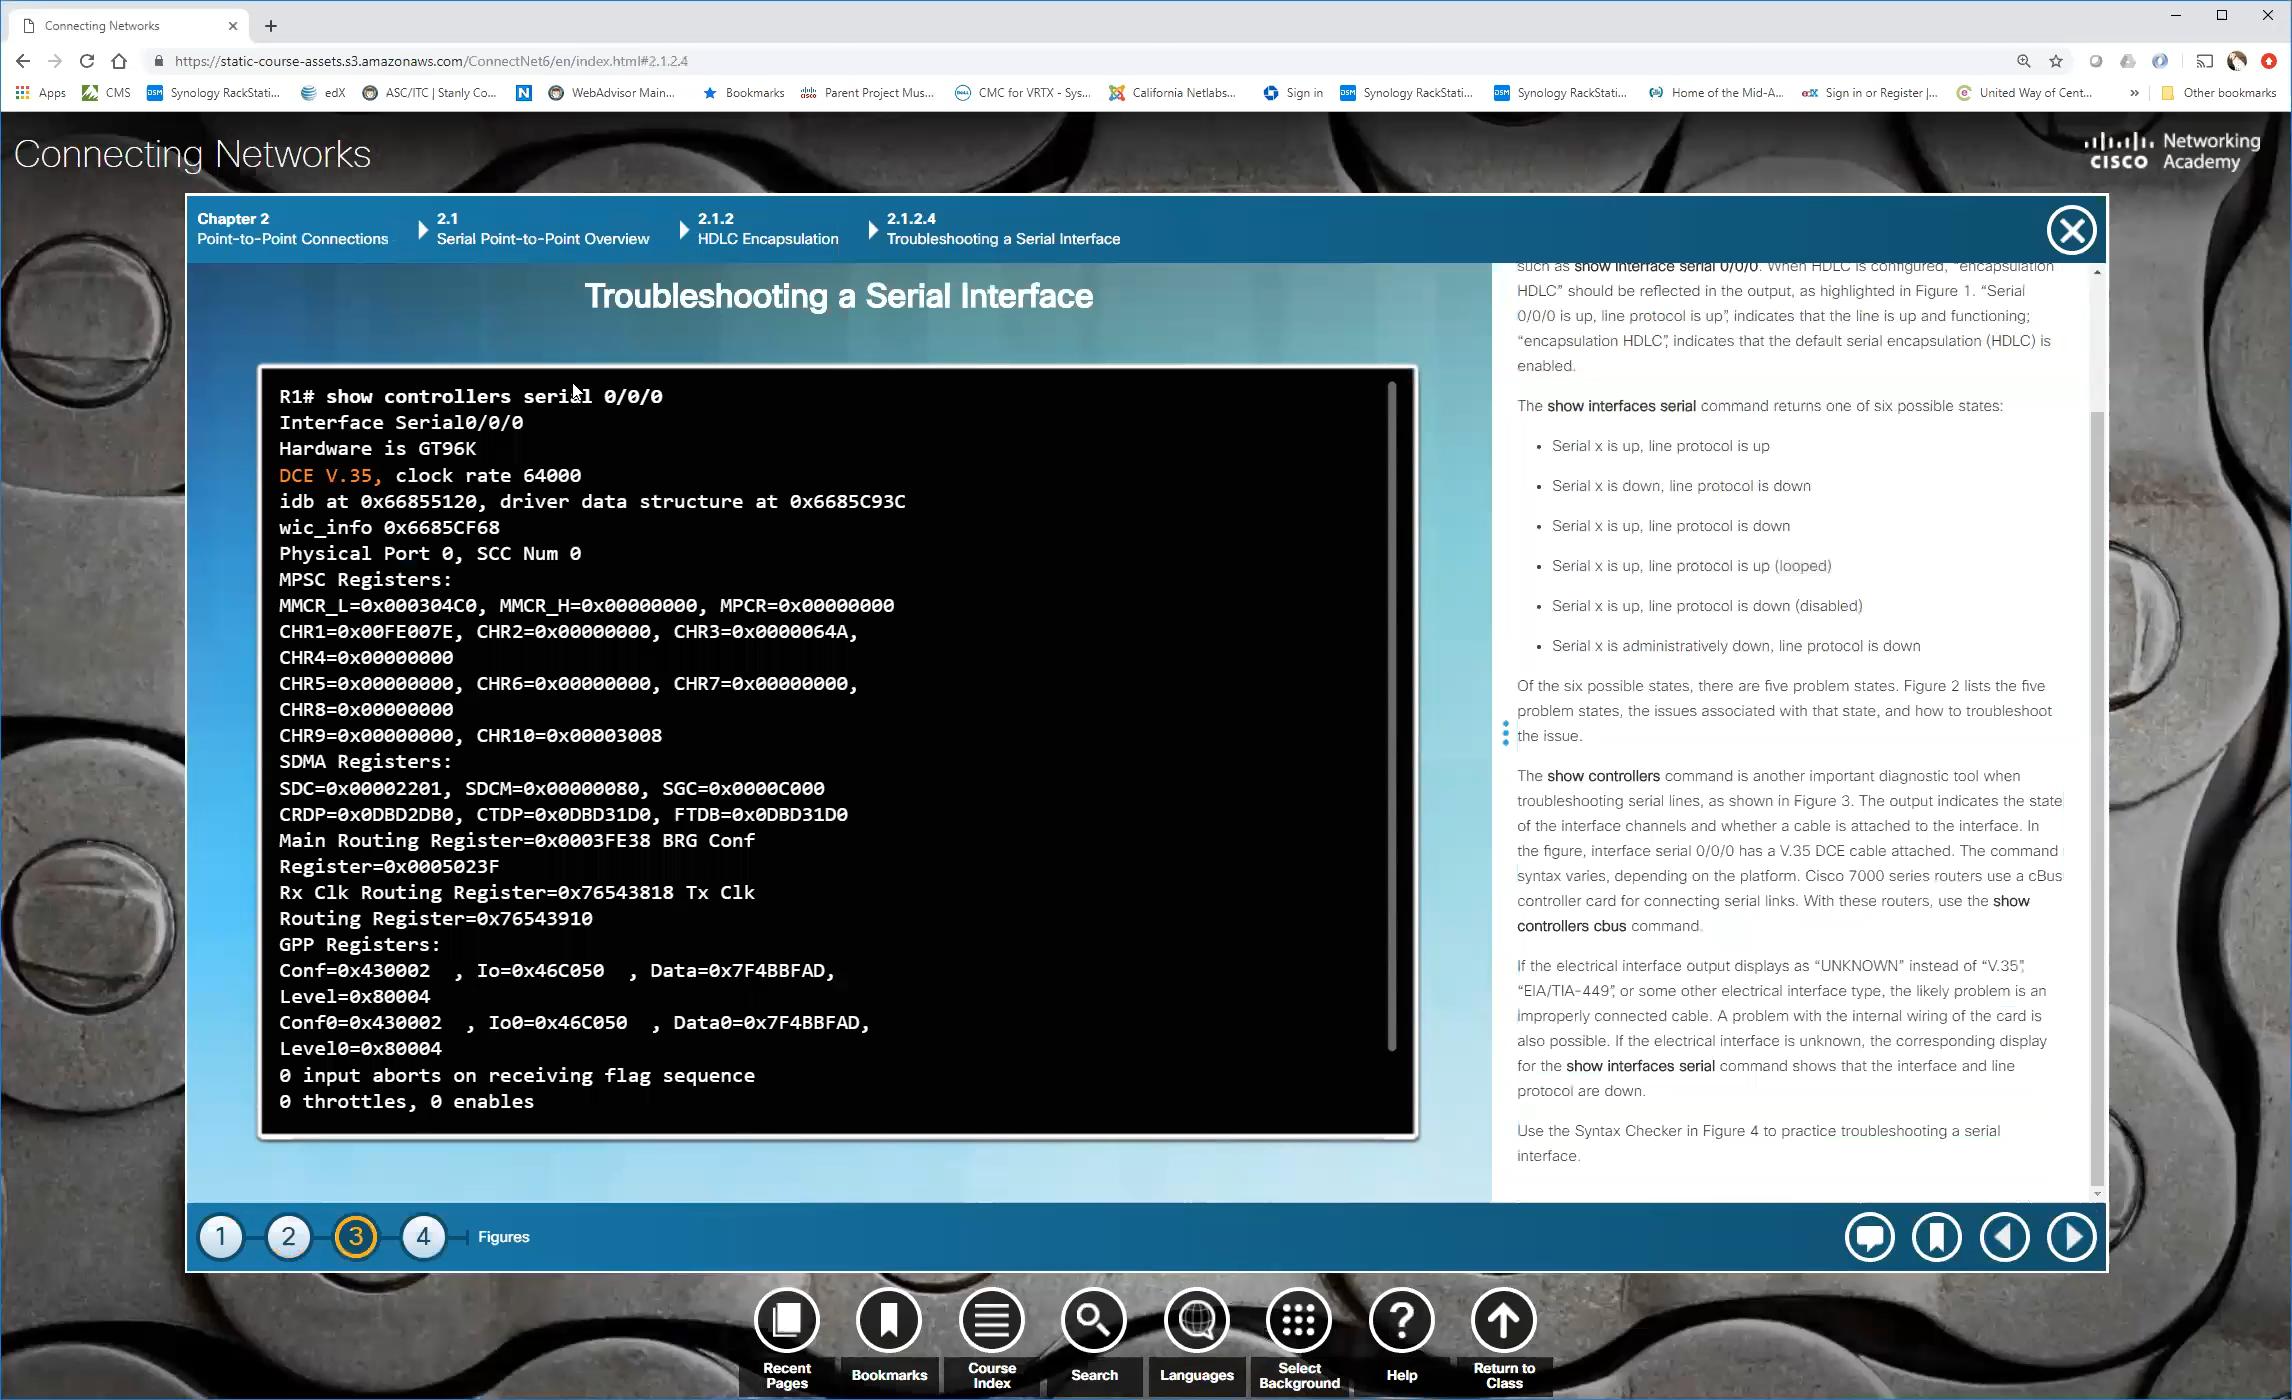 Connecting Networks
https://static-course-assets.s3.amazonaws.com/ConnectNet6/en/index.html#2.1.2.4
Apps CMS Synology RackStati... edX ASC/ITC | Stanly Co... WebAdvisor Main... Bookmarks Parent Project Mus... CMC for VRTX - Sys... California Netlabs... Sign in Synology RackStati... Synology RackStati... Home of the Mid-A... Sign in or Register |... United Way of Cent... » Other bookmarks
Connecting Networks
CISCO Networking Academy
Chapter 2
Point-to-Point Connections
2.1
Serial Point-to-Point Overview
2.1.2
HDLC Encapsulation
2.1.2.4
Troubleshooting a Serial Interface
Troubleshooting a Serial Interface
R1# show controllers serial 0/0/0
Interface Serial0/0/0
Hardware is GT96K
DCE V.35, clock rate 64000
idb at 0x66855120, driver data structure at 0x6685C93C
wic_info 0x6685CF68
Physical Port 0, SCC Num 0
MPSC Registers:
MMCR_L=0x000304C0, MMCR_H=0x00000000, MPCR=0x00000000
CHR1=0x00FE007E, CHR2=0x00000000, CHR3=0x0000064A,
CHR4=0x00000000
CHR5=0x00000000, CHR6=0x00000000, CHR7=0x00000000,
CHR8=0x00000000
CHR9=0x00000000, CHR10=0x00003008
SDMA Registers:
SDC=0x00002201, SDCM=0x00000080, SGC=0x0000C000
CRDP=0x0DBD2DB0, CTDP=0x0DBD31D0, FTDB=0x0DBD31D0
Main Routing Register=0x0003FE38 BRG Conf
Register=0x0005023F
Rx Clk Routing Register=0x76543818 Tx Clk
Routing Register=0x76543910
GPP Registers:
Conf=0x430002 , Io=0x46C050 , Data=0x7F4BBFAD,
Level=0x80004
Conf0=0x430002 , Io0=0x46C050 , Data0=0x7F4BBFAD,
Level0=0x80004
0 input aborts on receiving flag sequence
0 throttles, 0 enables
such as show interface serial 0/0/0. When HDLC is configured, “encapsulation
HDLC” should be reflected in the output, as highlighted in Figure 1. “Serial
0/0/0 is up, line protocol is up”, indicates that the line is up and functioning;
“encapsulation HDLC”, indicates that the default serial encapsulation (HDLC) is
enabled.
The show interfaces serial command returns one of six possible states:
• Serial x is up, line protocol is up
• Serial x is down, line protocol is down
• Serial x is up, line protocol is down
• Serial x is up, line protocol is up (looped)
• Serial x is up, line protocol is down (disabled)
• Serial x is administratively down, line protocol is down
Of the six possible states, there are five problem states. Figure 2 lists the five
problem states, the issues associated with that state, and how to troubleshoot
the issue.
The show controllers command is another important diagnostic tool when
troubleshooting serial lines, as shown in Figure 3. The output indicates the state
of the interface channels and whether a cable is attached to the interface. In
the figure, interface serial 0/0/0 has a V.35 DCE cable attached. The command
syntax varies, depending on the platform. Cisco 7000 series routers use a cBus
controller card for connecting serial links. With these routers, use the show
controllers cbus command.
If the electrical interface output displays as “UNKNOWN” instead of “V.35”,
“EIA/TIA-449”, or some other electrical interface type, the likely problem is an
improperly connected cable. A problem with the internal wiring of the card is
also possible. If the electrical interface is unknown, the corresponding display
for the show interfaces serial command shows that the interface and line
protocol are down.
Use the Syntax Checker in Figure 4 to practice troubleshooting a serial
interface.
1 2 3 4 Figures
Recent Pages
Bookmarks
Course Index
Search
Languages
Select Background
Help
Return to Class